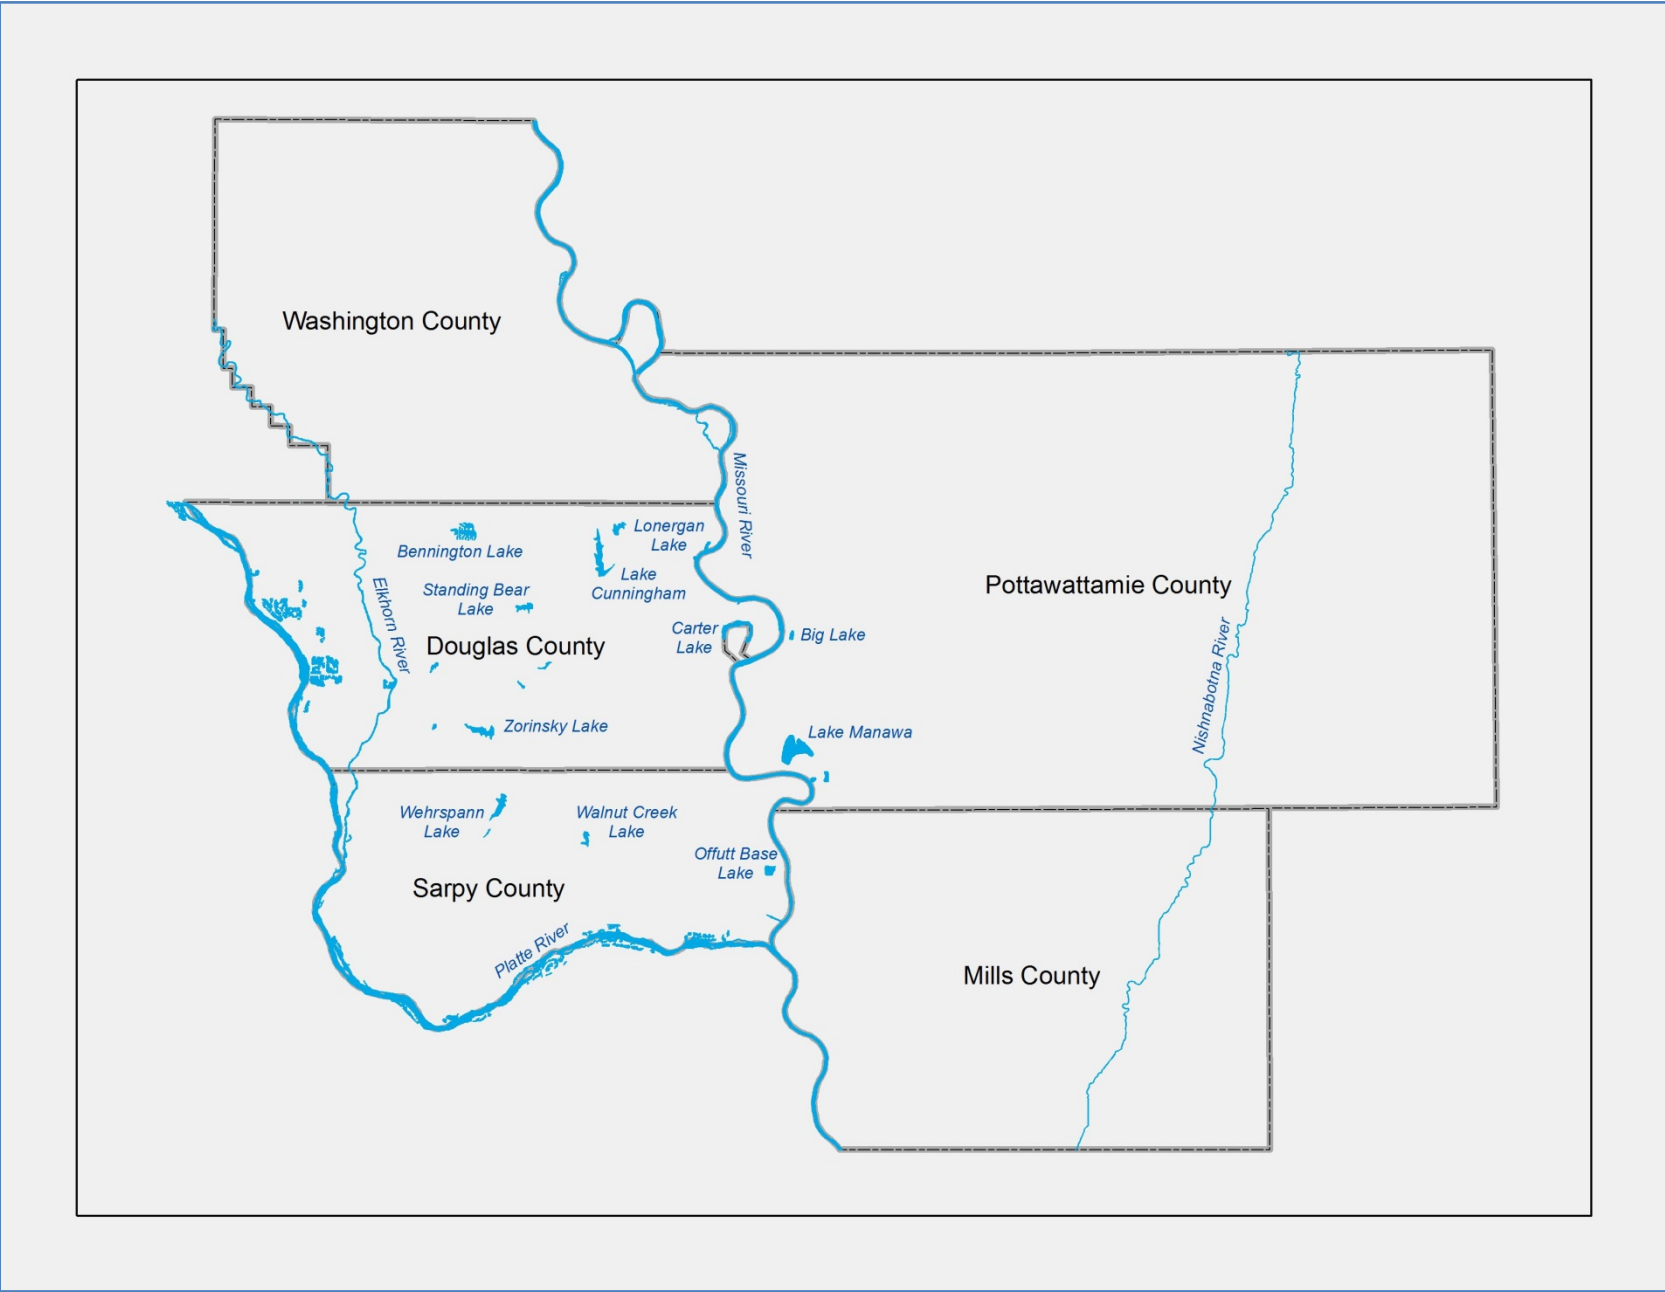 Washington County
Missouri River
Lonergan
Lake
Bennington Lake
Lake
Cunningham
Standing Bear
Lake
Elkhorn River
Pottawattamie County
Carter
Lake
Big Lake
Douglas County
Nishnabotna River
Zorinsky Lake
Lake Manawa
Wehrspann
Lake
Walnut Creek
Lake
Offutt Base
Lake
Sarpy County
Platte River
Mills County